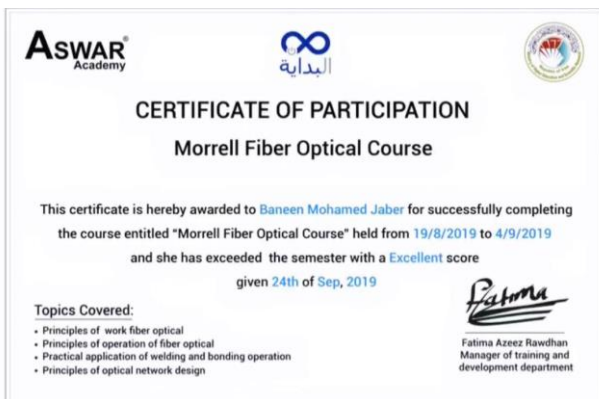 ASWAR®
Academy
البداية
CERTIFICATE OF PARTICIPATION
Morrell Fiber Optical Course
This certificate is hereby awarded to Baneen Mohamed Jaber for successfully completing
the course entitled "Morrell Fiber Optical Course" held from 19/8/2019 to 4/9/2019
and she has exceeded the semester with a Excellent score
given 24th of Sep, 2019
Topics Covered:
• Principles of work fiber optical
• Principles of operation of fiber optical
• Practical application of welding and bonding operation
• Principles of optical network design
Fatima
Fatima Azeez Rawdhan
Manager of training and
development department